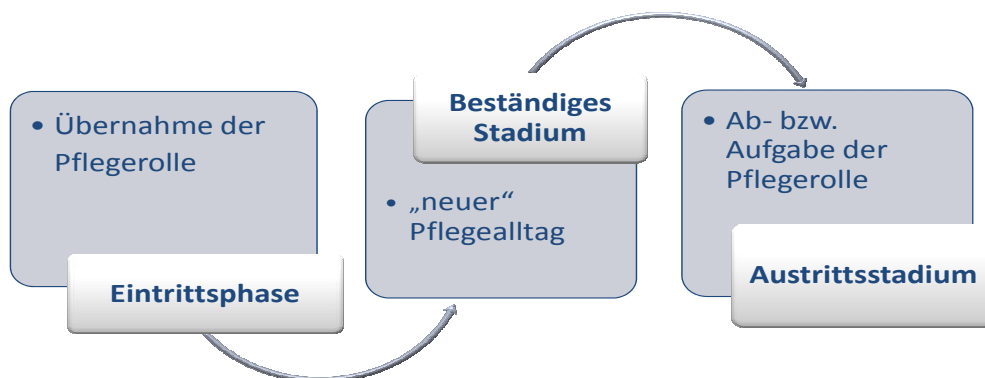 • Übernahme der
Pflegerolle
Eintrittsphase
Beständiges
Stadium
• „neuer“
Pflegealltag
• Ab- bzw.
Aufgabe der
Pflegerolle
Austrittsstadium